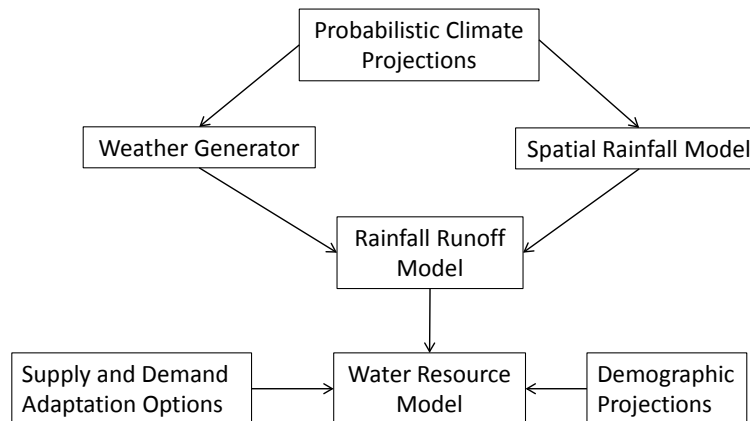 Probabilistic Climate
Projections
Weather Generator
Spatial Rainfall Model
Rainfall Runoff
Model
Supply and Demand
Adaptation Options
Water Resource
Model
Demographic
Projections